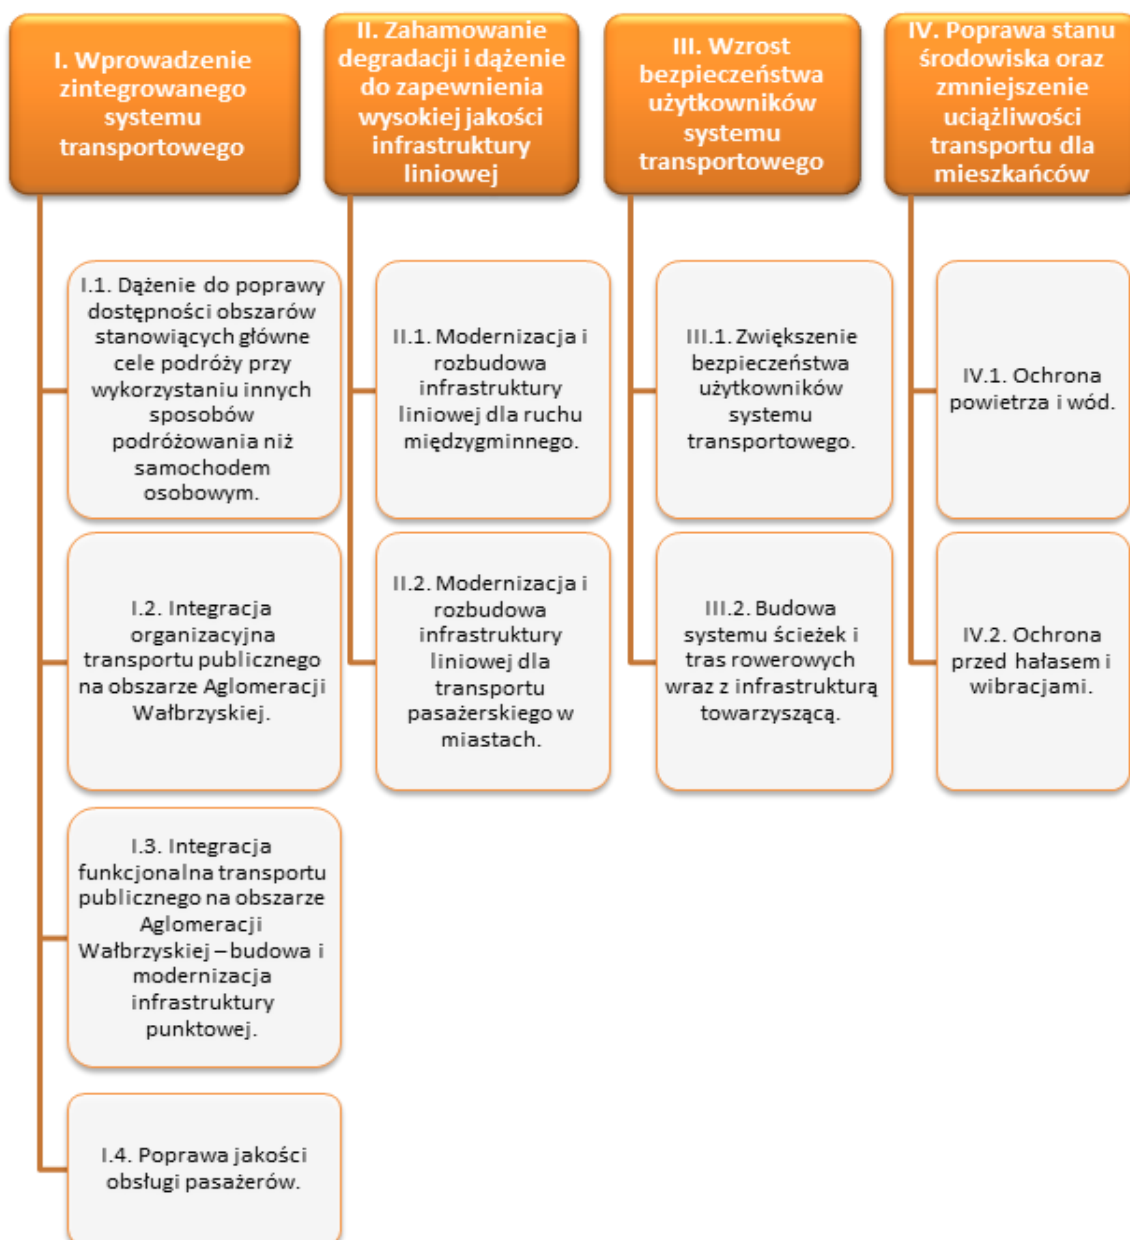 I. Wprowadzenie
zintegrowanego
systemu
transportowego
I.1. Dążenie do poprawy
dostępności obszarów
stanowiących główne
cele podróży przy
wykorzystaniu innych
sposobów
podróżowania niż
samochodem
osobowym.
I.2. Integracja
organizacyjna
transportu publicznego
na obszarze Aglomeracji
Wałbrzyskiej.
I.3. Integracja
funkcjonalna transportu
publicznego na obszarze
Aglomeracji
Wałbrzyskiej – budowa i
modernizacja
infrastruktury
punktowej.
I.4. Poprawa jakości
obsługi pasażerów.
II. Zahamowanie
degradacji i dążenie
do zapewnienia
wysokiej jakości
infrastruktury
liniowej
II.1. Modernizacja i
rozbudowa
infrastruktury
liniowej dla ruchu
międzygminnego.
II.2. Modernizacja i
rozbudowa
infrastruktury
liniowej dla
transportu
pasażerskiego w
miastach.
III. Wzrost
bezpieczeństwa
użytkowników
systemu
transportowego
III.1. Zwiększenie
bezpieczeństwa
użytkowników
systemu
transportowego.
III.2. Budowa
systemu ścieżek i
tras rowerowych
wraz z infrastrukturą
towarzyszącą.
IV. Poprawa stanu
środowiska oraz
zmniejszenie
uciążliwości
transportu dla
mieszkańców
IV.1. Ochrona
powietrza i wód.
IV.2. Ochrona
przed hałasem i
wibracjami.